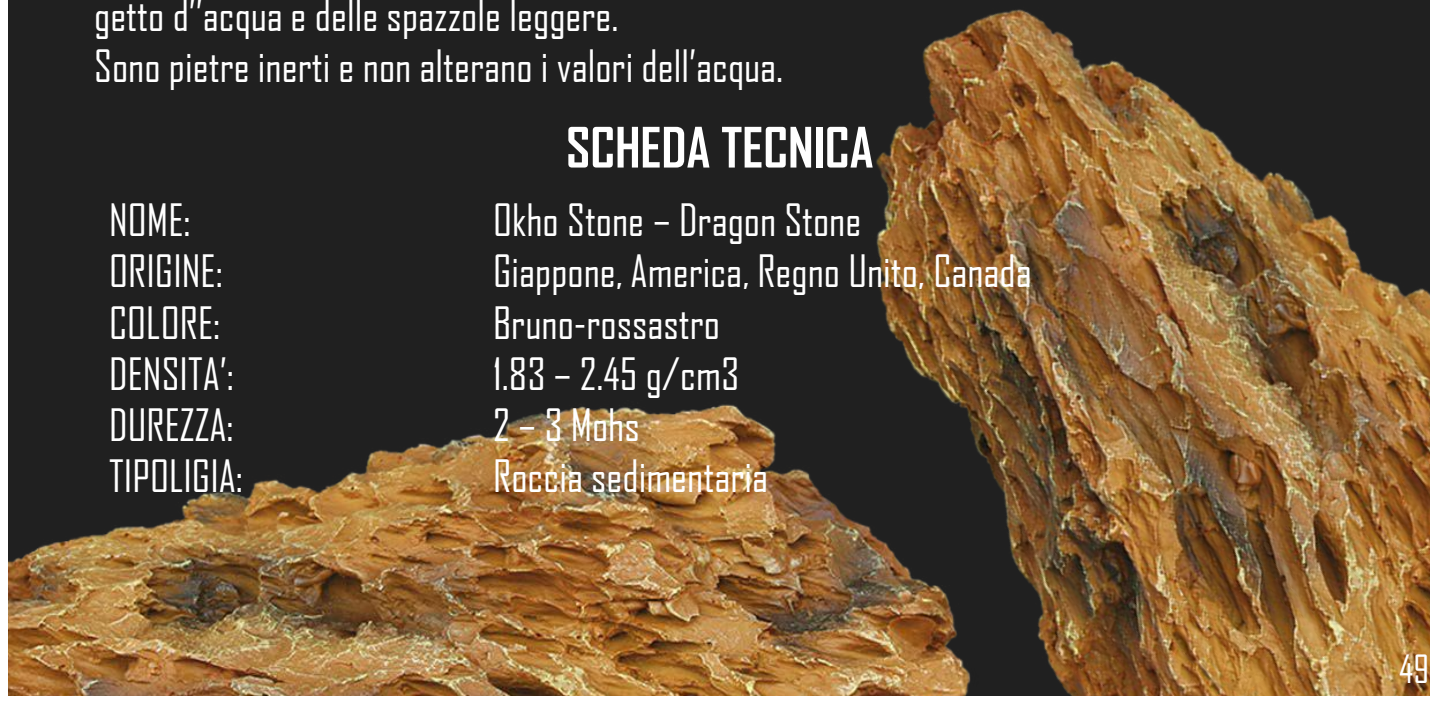 getto d''acqua e delle spazzole leggere.
Sono pietre inerti e non alterano i valori dell'acqua.
SCHEDA TECNICA
NOME: Okho Stone – Dragon Stone
ORIGINE: Giappone, America, Regno Unito, Canada
COLORE: Bruno-rossastro
DENSITA': 1.83 – 2.45 g/cm3
DUREZZA: 2 – 3 Mohs
TIPOLIGIA: Roccia sedimentaria
49